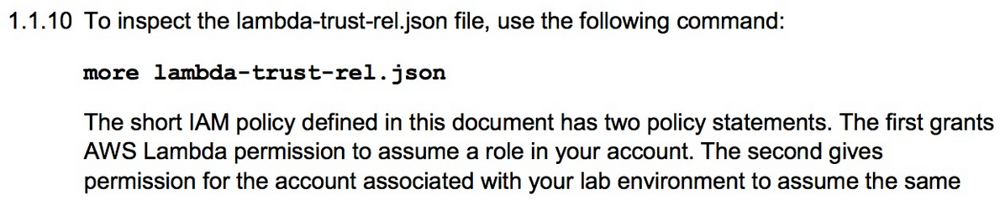 1.1.10 To inspect the lambda-trust-rel.json file, use the following command:
more lambda-trust-rel.json
The short IAM policy defined in this document has two policy statements. The first grants
AWS Lambda permission to assume a role in your account. The second gives
permission for the account associated with your lab environment to assume the same